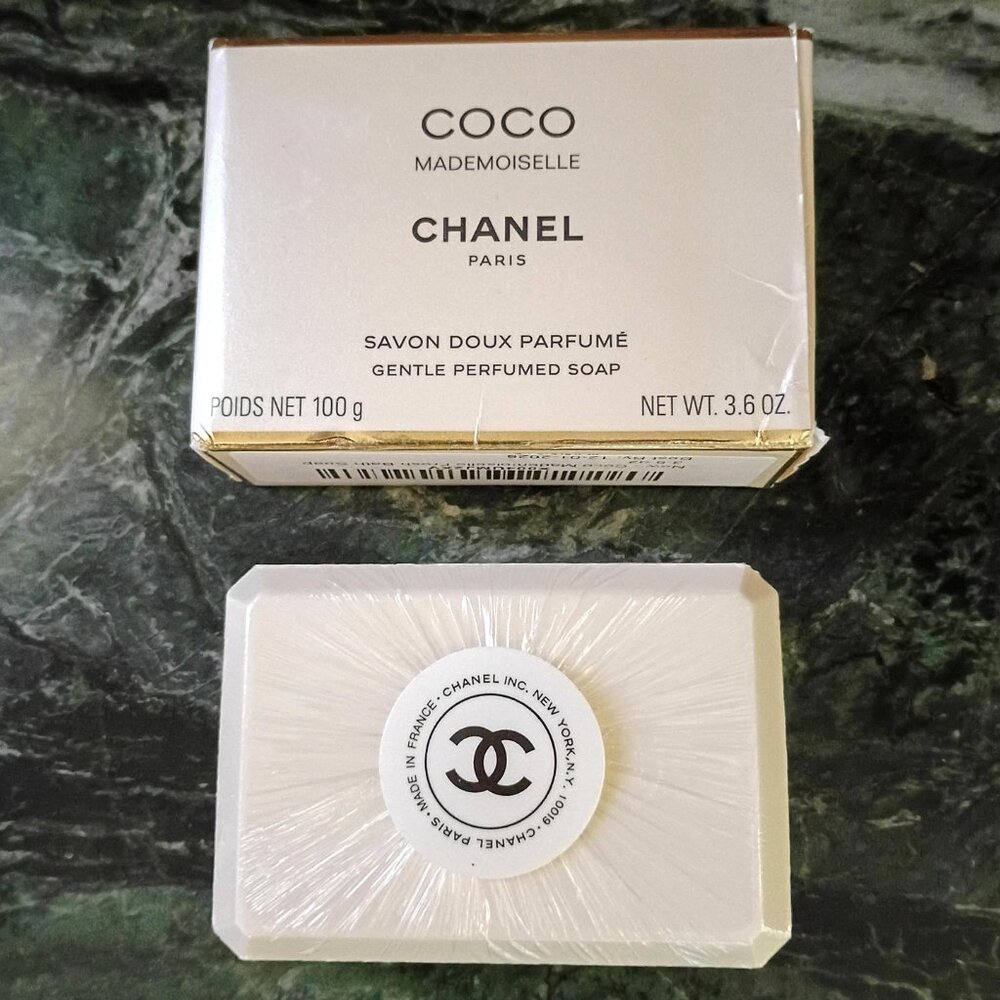 COCO
MADEMOISELLE
CHANEL
PARIS
SAVON DOUX PARFUMÉ
GENTLE PERFUMED SOAP
POIDS NET 100 g
NET WT. 3.6 OZ.
CHANEL INC. NEW YORK, N.Y. 10019 • CHANEL PARIS • MADE IN FRANCE •